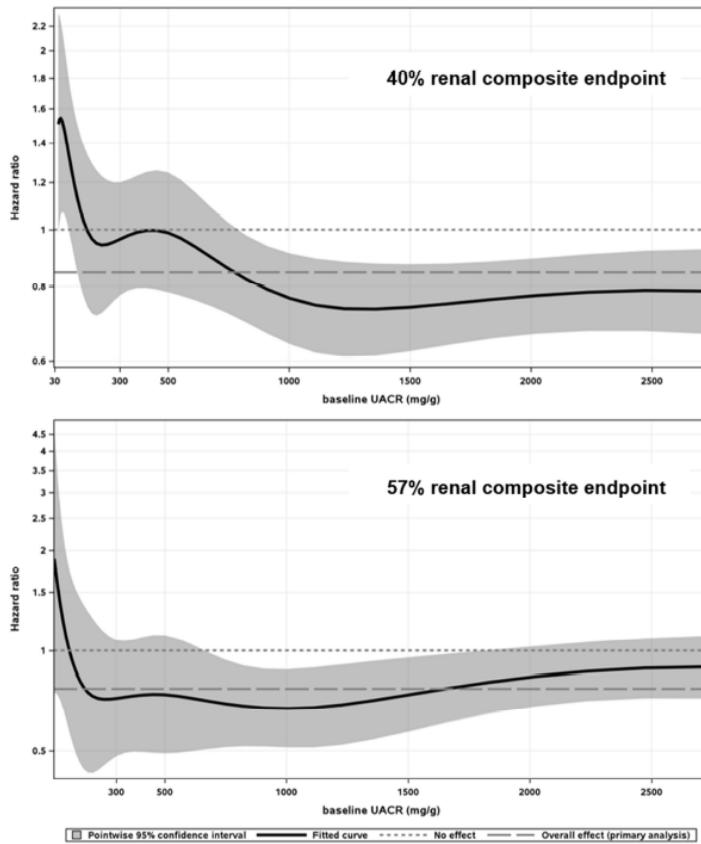 2.2
2
1.8
1.6
1.4
1.2
1
0.8
0.6
Hazard ratio
40% renal composite endpoint
30 300 500 1000 1500 2000 2500
baseline UACR (mg/g)
4.5
4
3.5
3
2.5
2
1.5
1
0.5
Hazard ratio
57% renal composite endpoint
300 500 1000 1500 2000 2500
baseline UACR (mg/g)
Pointwise 95% confidence interval Fitted curve No effect Overall effect (primary analysis)